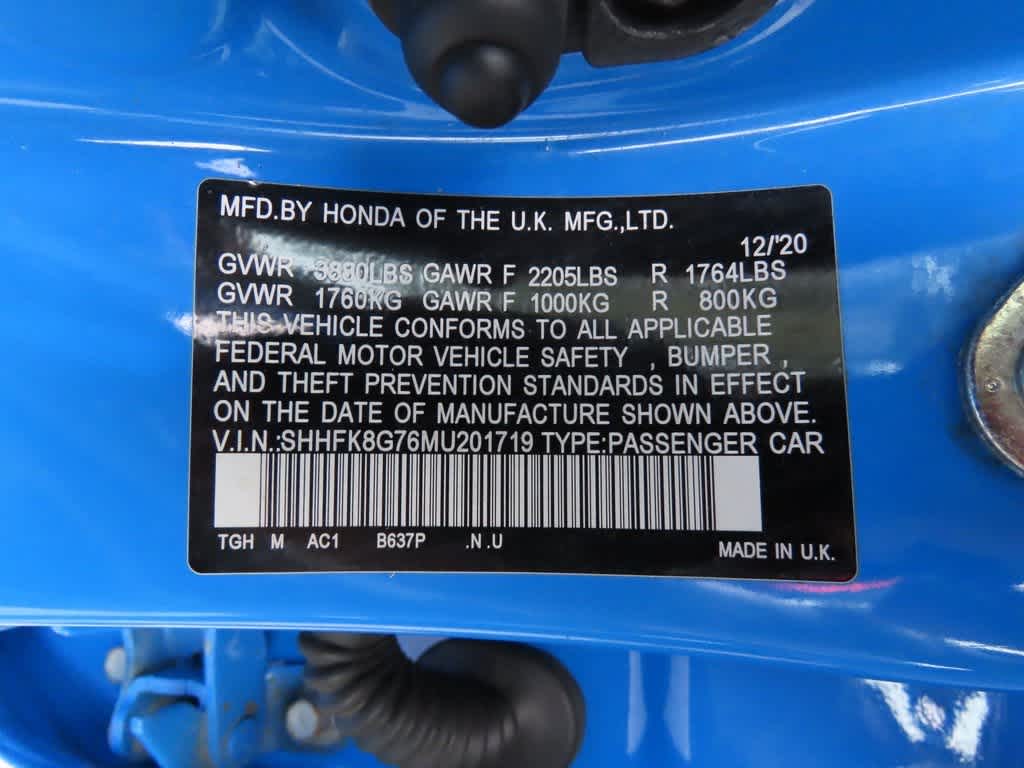 MFD.BY HONDA OF THE U.K. MFG.,LTD.
12/'20
GVWR 3880LBS GAWR F 2205LBS R 1764LBS
GVWR 1760KG GAWR F 1000KG R 800KG
THIS VEHICLE CONFORMS TO ALL APPLICABLE
FEDERAL MOTOR VEHICLE SAFETY , BUMPER ,
AND THEFT PREVENTION STANDARDS IN EFFECT
ON THE DATE OF MANUFACTURE SHOWN ABOVE.
V.I.N.:SHHFK8G76MU201719 TYPE:PASSENGER CAR
TGH M AC1 B637P .N .U
MADE IN U.K.